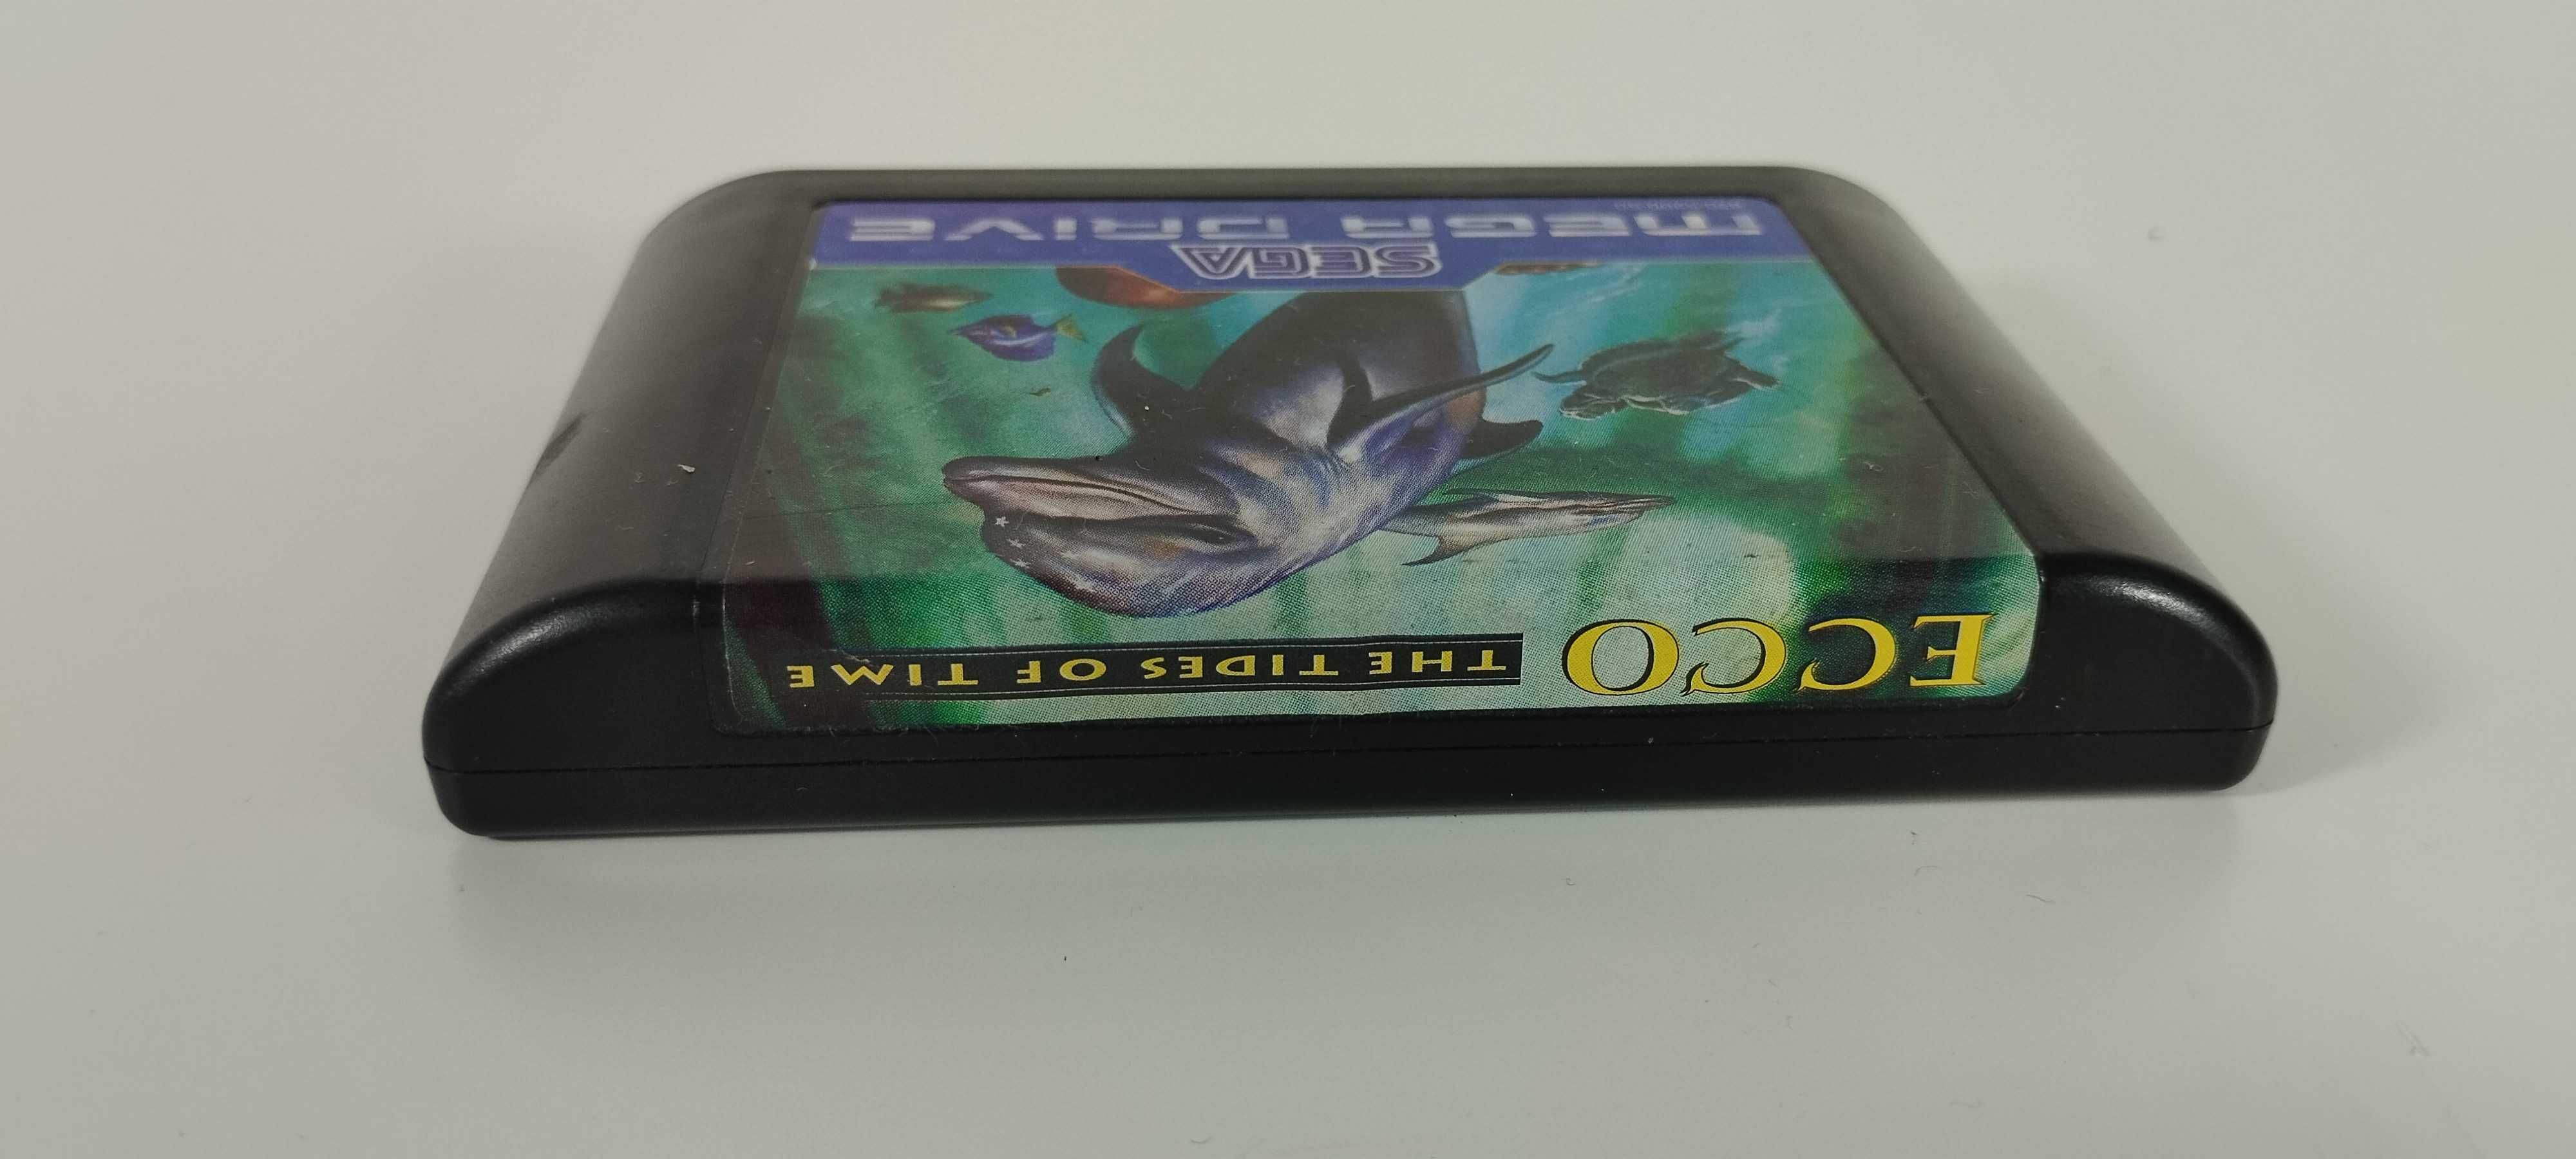 ECCO THE TIDES OF TIME
SEGA
MEGA DRIVE